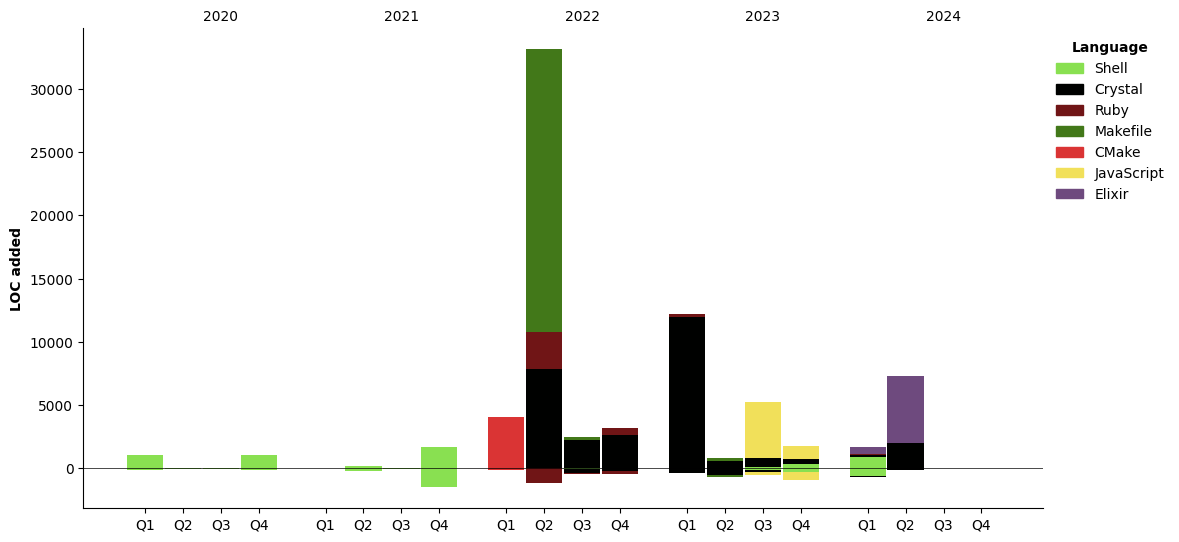 2020 2021 2022 2023 2024
Language
Shell
Crystal
Ruby
Makefile
CMake
JavaScript
Elixir
LOC added
30000
25000
20000
15000
10000
5000
0
Q1 Q2 Q3 Q4 Q1 Q2 Q3 Q4 Q1 Q2 Q3 Q4 Q1 Q2 Q3 Q4 Q1 Q2 Q3 Q4